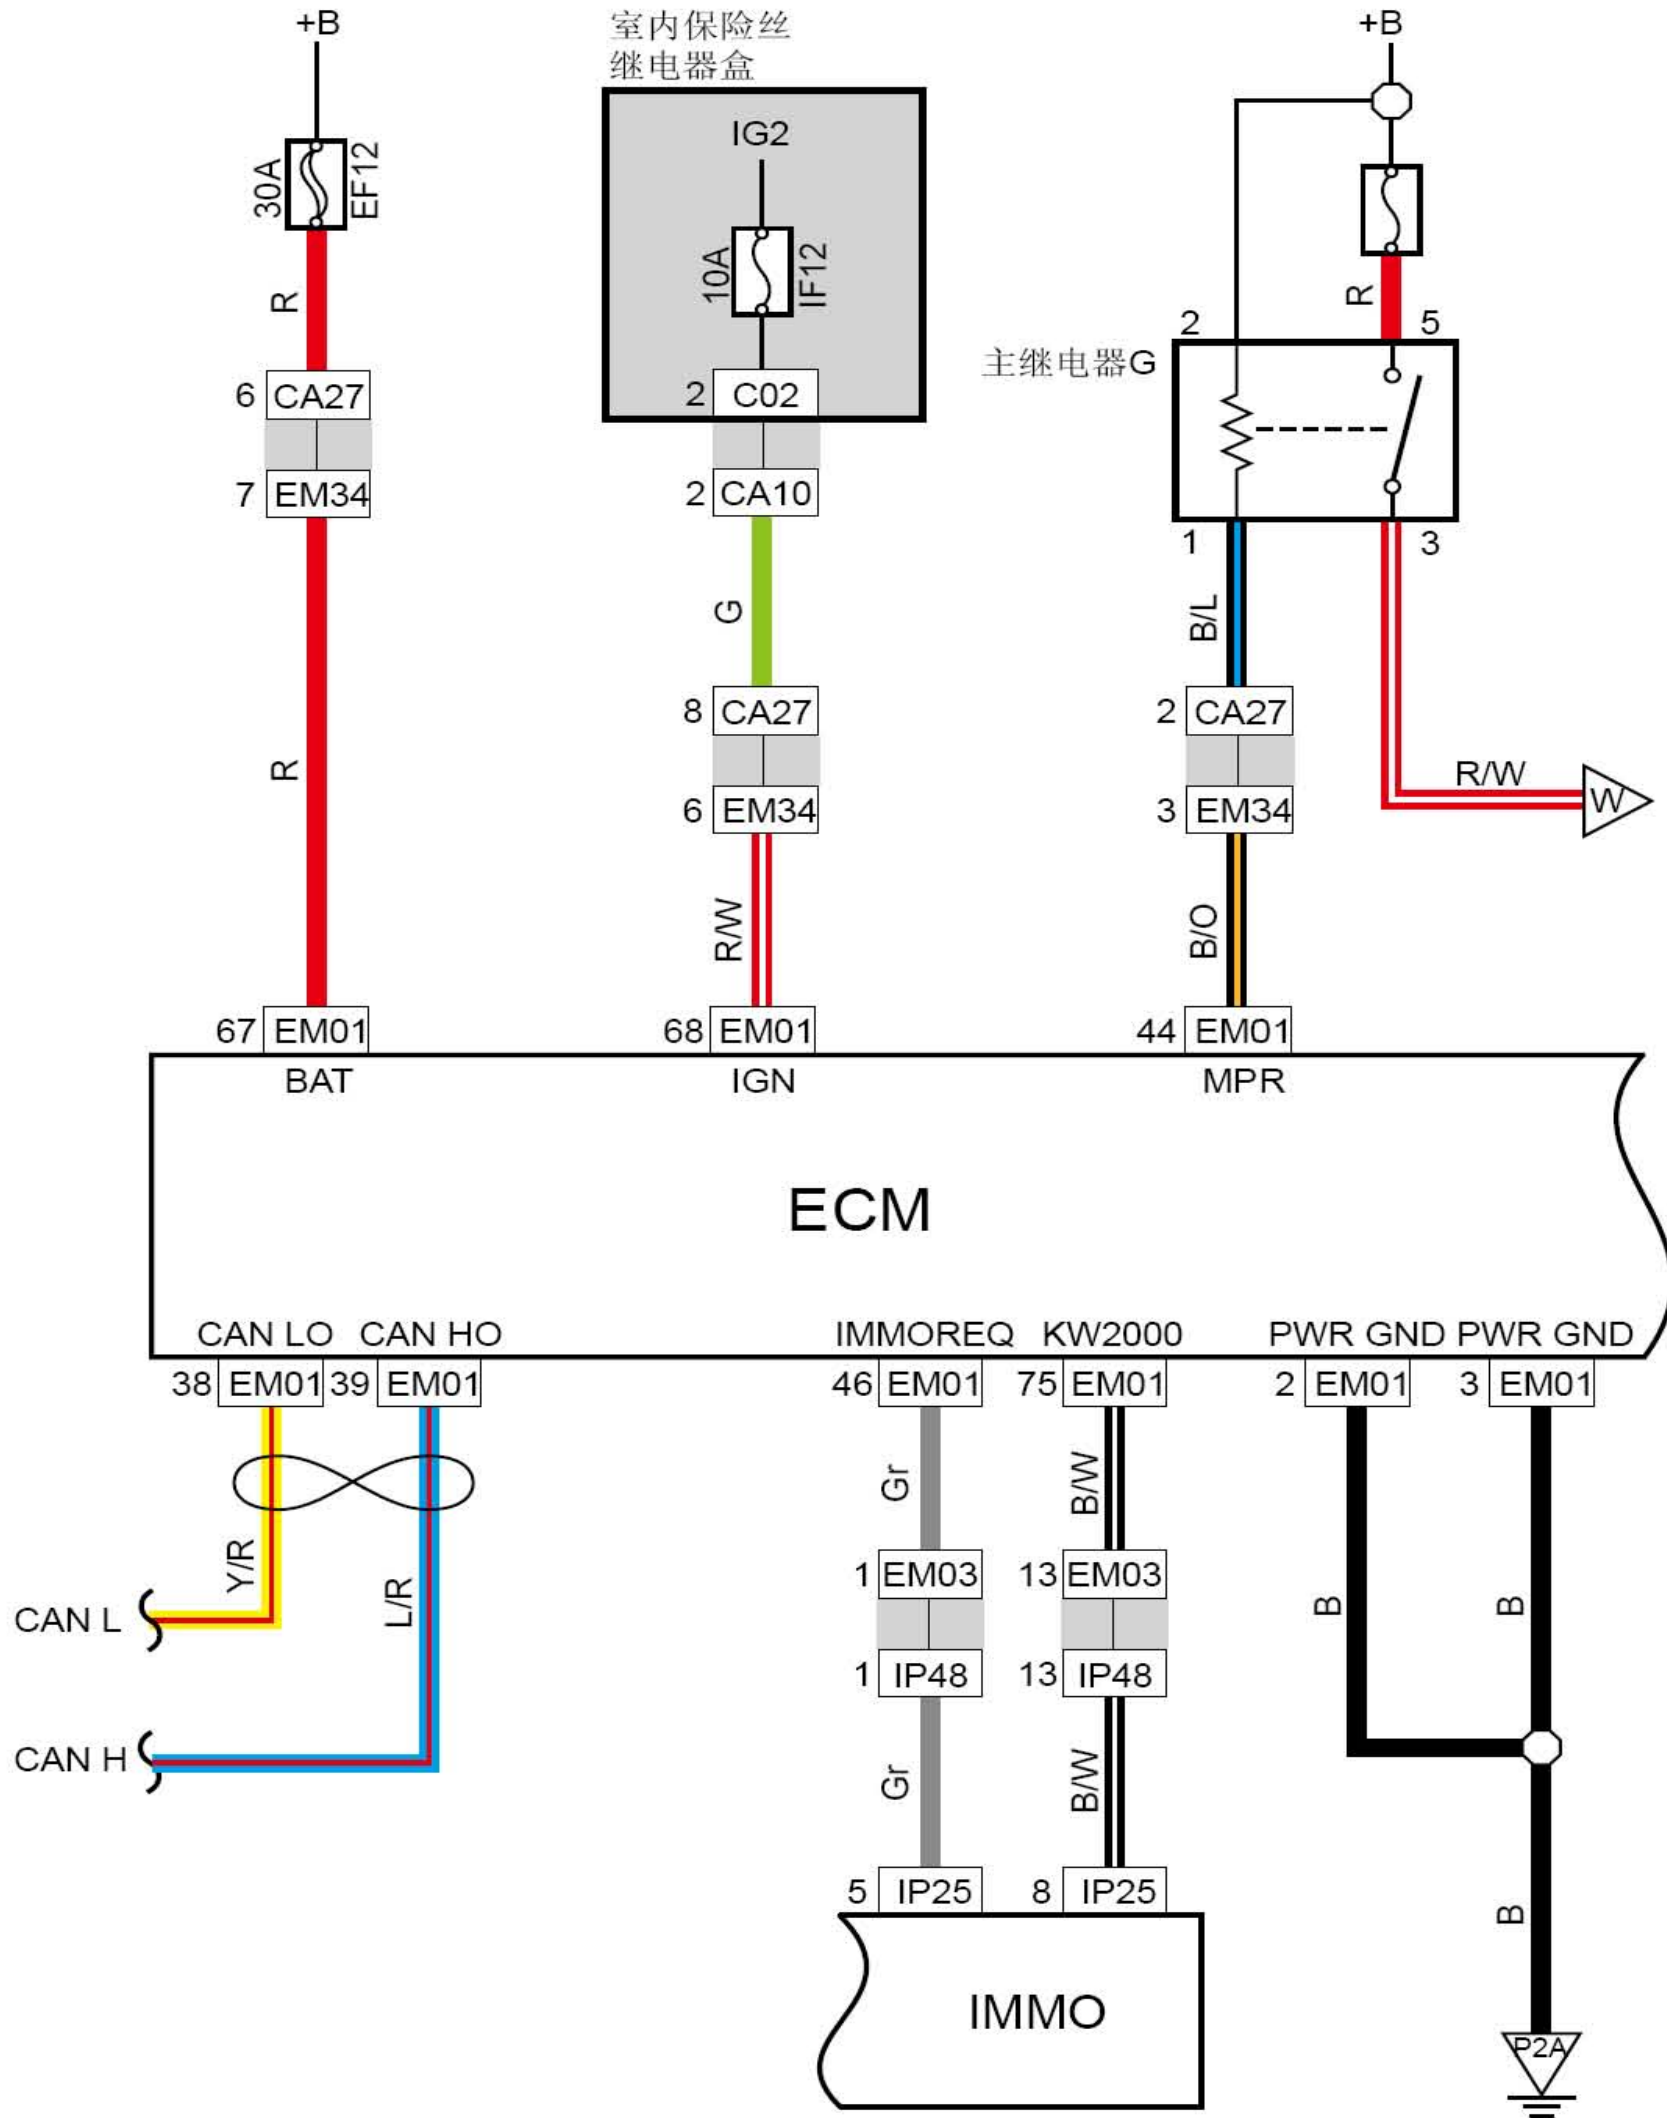 +B
室内保险丝
继电器盒
+B
IG2
30A
EF12
10A
IF12
R
R
2
5
主继电器G
6 CA27
2 C02
7 EM34
2 CA10
1
3
G
B/L
8 CA27
2 CA27
R
R/W
W
6 EM34
3 EM34
R/W
B/O
67 EM01
68 EM01
44 EM01
BAT
IGN
MPR
ECM
CAN LO
CAN HO
IMMOREQ
KW2000
PWR GND
PWR GND
38 EM01
39 EM01
46 EM01
75 EM01
2 EM01
3 EM01
Gr
B/W
Y/R
L/R
1 EM03
13 EM03
B
B
CAN L
1 IP48
13 IP48
CAN H
Gr
B/W
5 IP25
8 IP25
B
IMMO
P2A